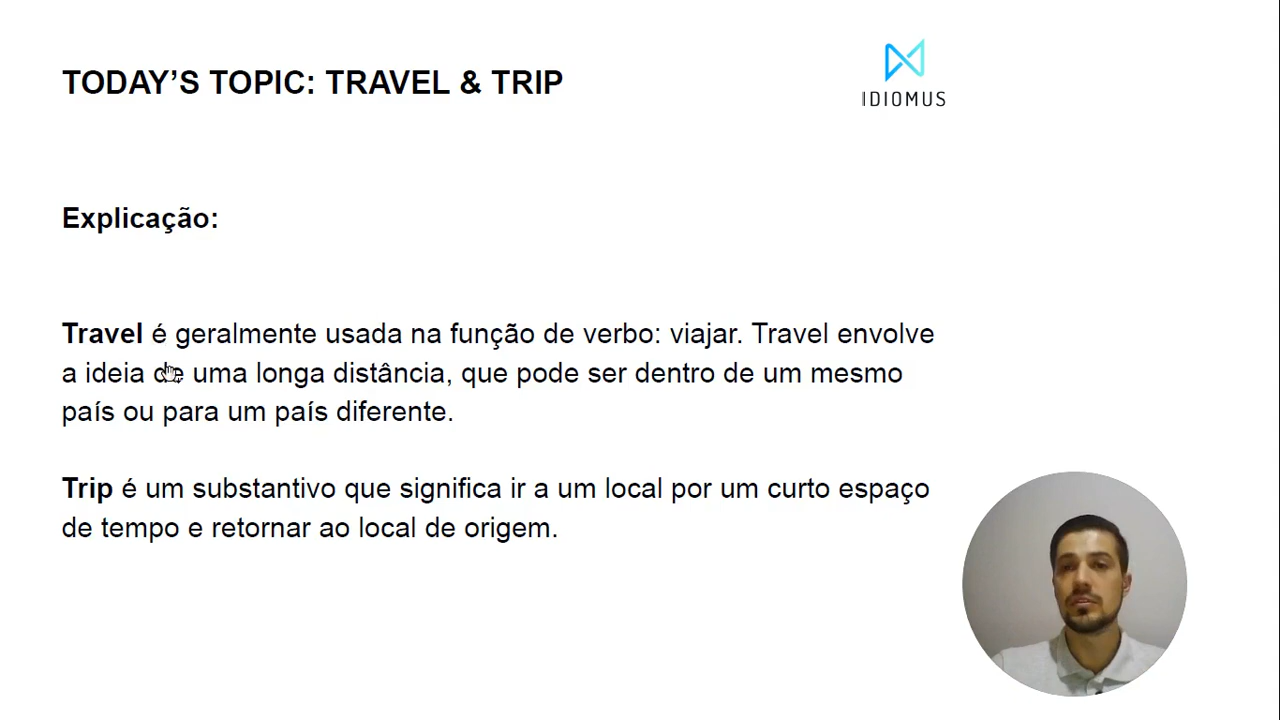 TODAY’S TOPIC: TRAVEL & TRIP
IDIOMUS
Explicação:
Travel é geralmente usada na função de verbo: viajar. Travel envolve
a ideia de uma longa distância, que pode ser dentro de um mesmo
país ou para um país diferente.
Trip é um substantivo que significa ir a um local por um curto espaço
de tempo e retornar ao local de origem.